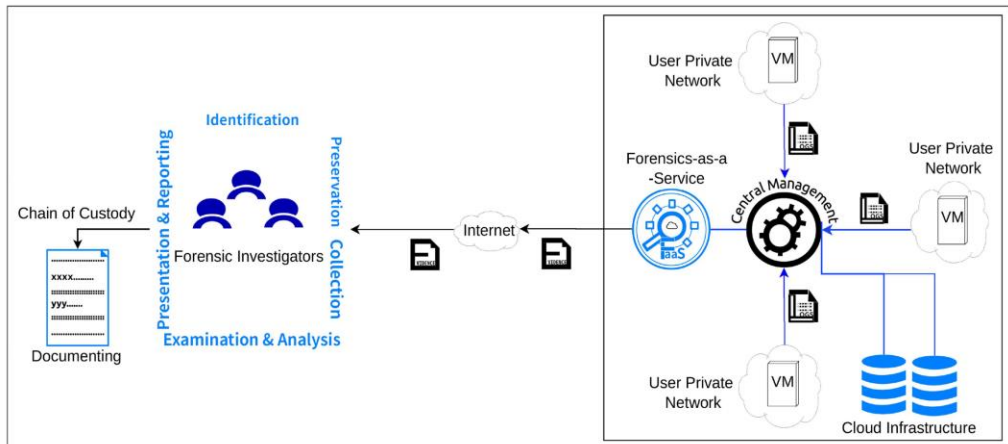 User Private
Network
VM
Identification
Presentation & Reporting
Preservation
Collection
Forensics-as-a
-Service
Central Management
User Private
Network
VM
Chain of Custody
FaaS
Internet
Forensic Investigators
xxxx.........
yyy.......
Examination & Analysis
Documenting
User Private
Network
VM
Cloud Infrastructure